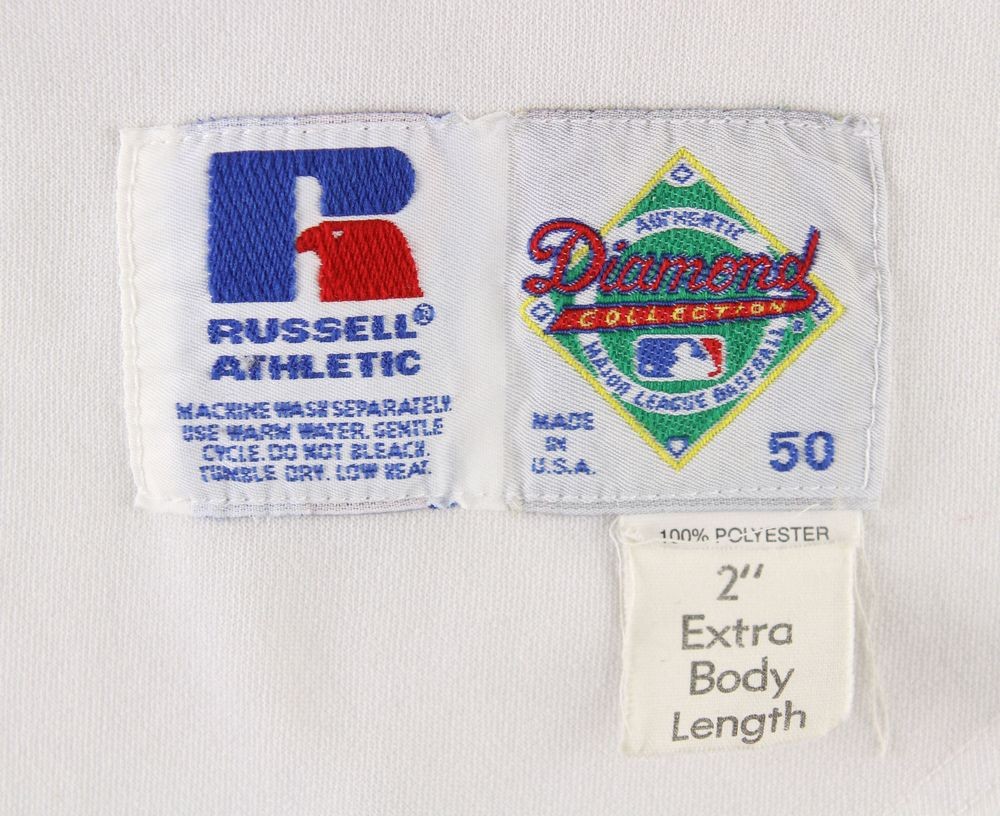 RUSSELL®
ATHLETIC
MACHINE WASH SEPARATELY.
USE WARM WATER. GENTLE
CYCLE. DO NOT BLEACH.
TUMBLE DRY. LOW HEAT.
AUTHENTIC
Diamond
COLLECTION
MAJOR LEAGUE BASEBALL
MADE
IN
U.S.A.
50
100% POLYESTER
2"
Extra
Body
Length